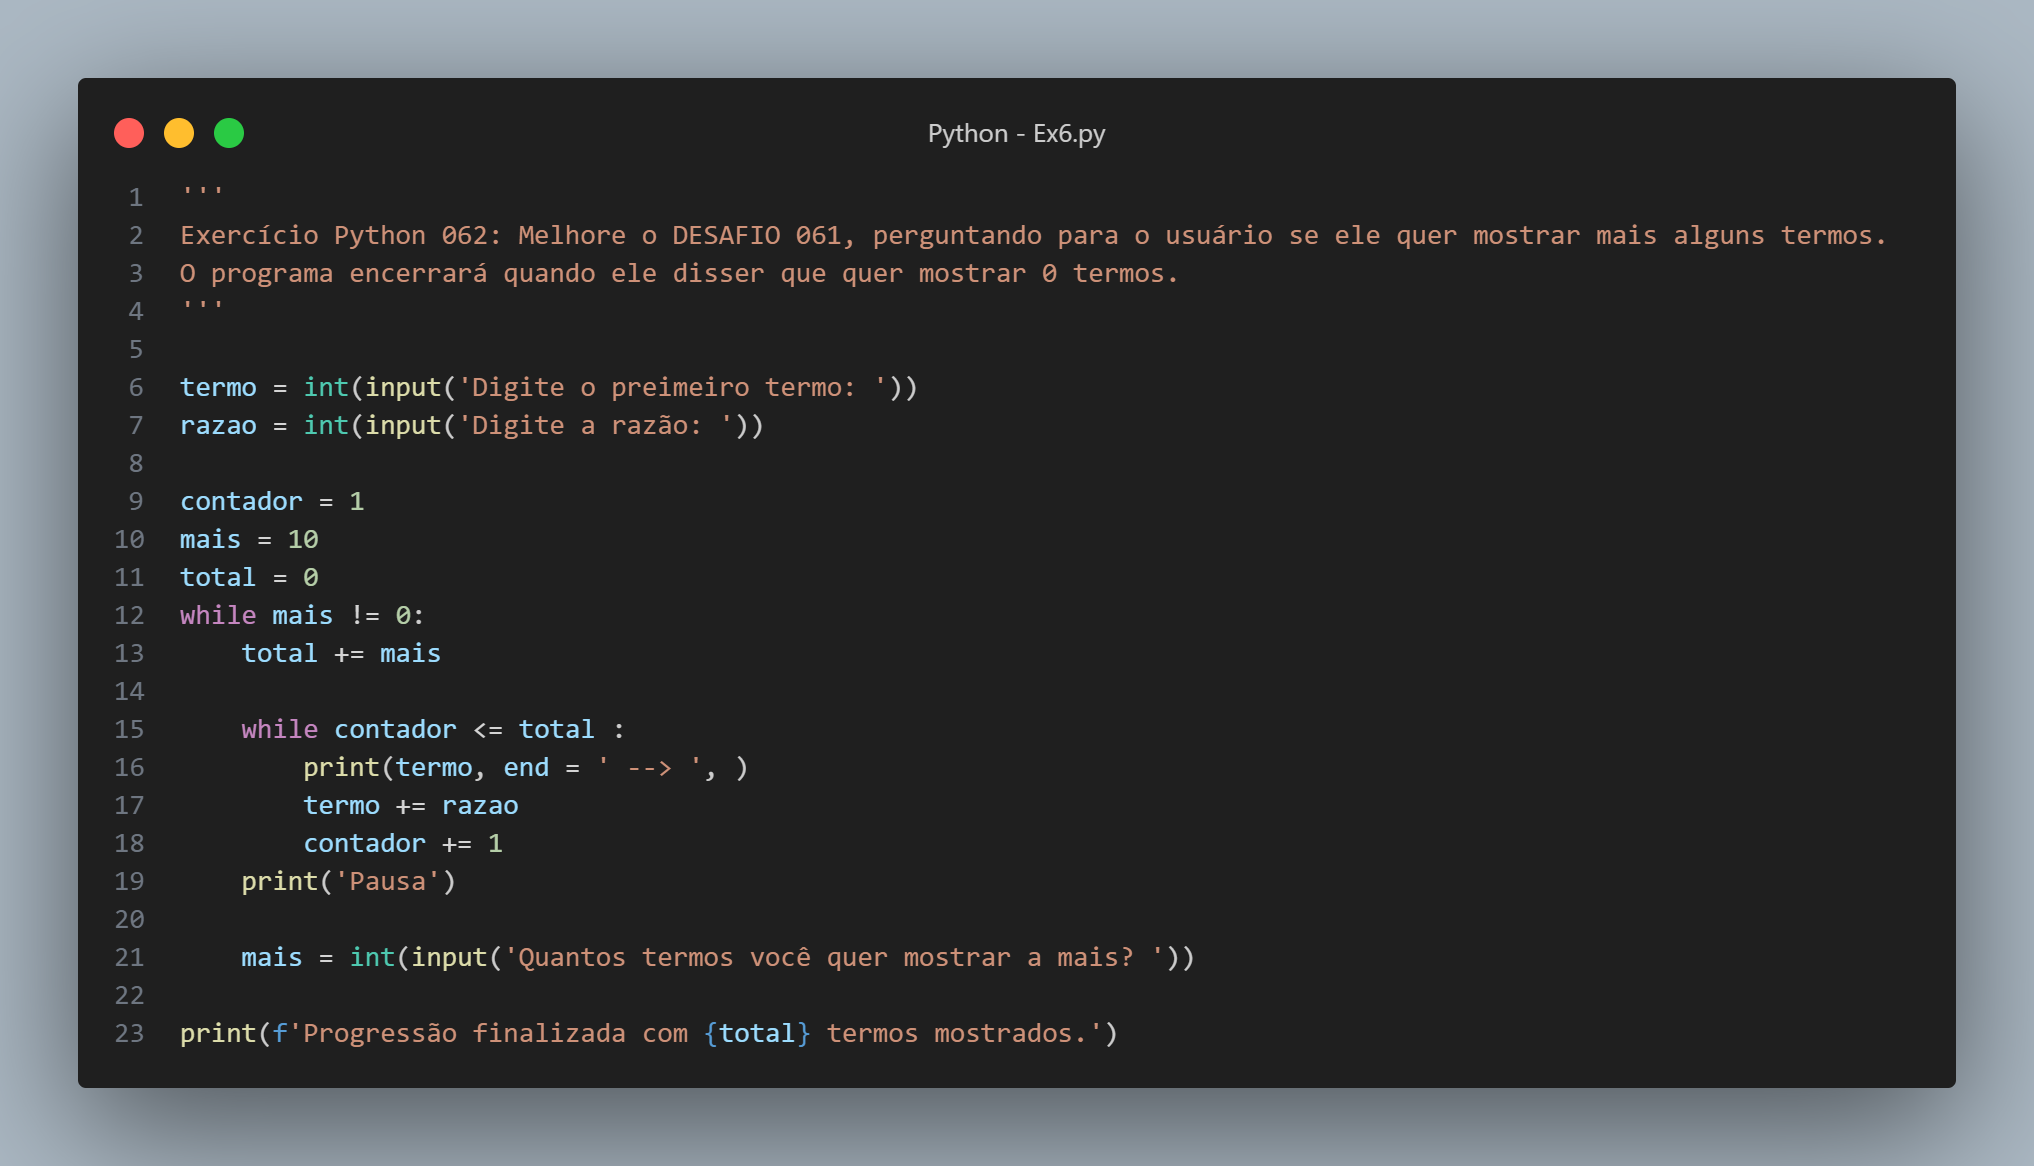 Python - Ex6.py
1 '''
2 Exercício Python 062: Melhore o DESAFIO 061, perguntando para o usuário se ele quer mostrar mais alguns termos.
3 O programa encerrará quando ele disser que quer mostrar 0 termos.
4 '''
5
6 termo = int(input('Digite o preimeiro termo: '))
7 razao = int(input('Digite a razão: '))
8
9 contador = 1
10 mais = 10
11 total = 0
12 while mais != 0:
13     total += mais
14
15     while contador <= total :
16         print(termo, end = ' --> ', )
17         termo += razao
18         contador += 1
19     print('Pausa')
20
21     mais = int(input('Quantos termos você quer mostrar a mais? '))
22
23 print(f'Progressão finalizada com {total} termos mostrados.')